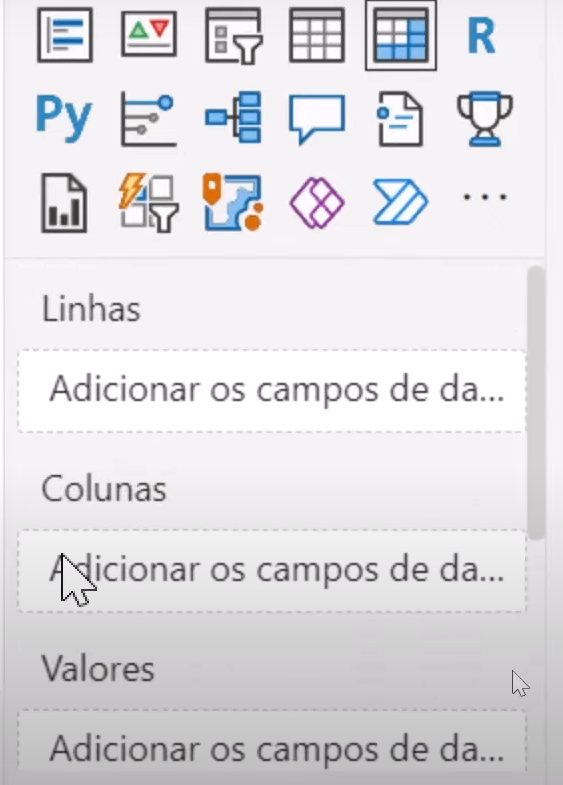 R
Py
...
Linhas
Adicionar os campos de da...
Colunas
Adicionar os campos de da...
Valores
Adicionar os campos de da...